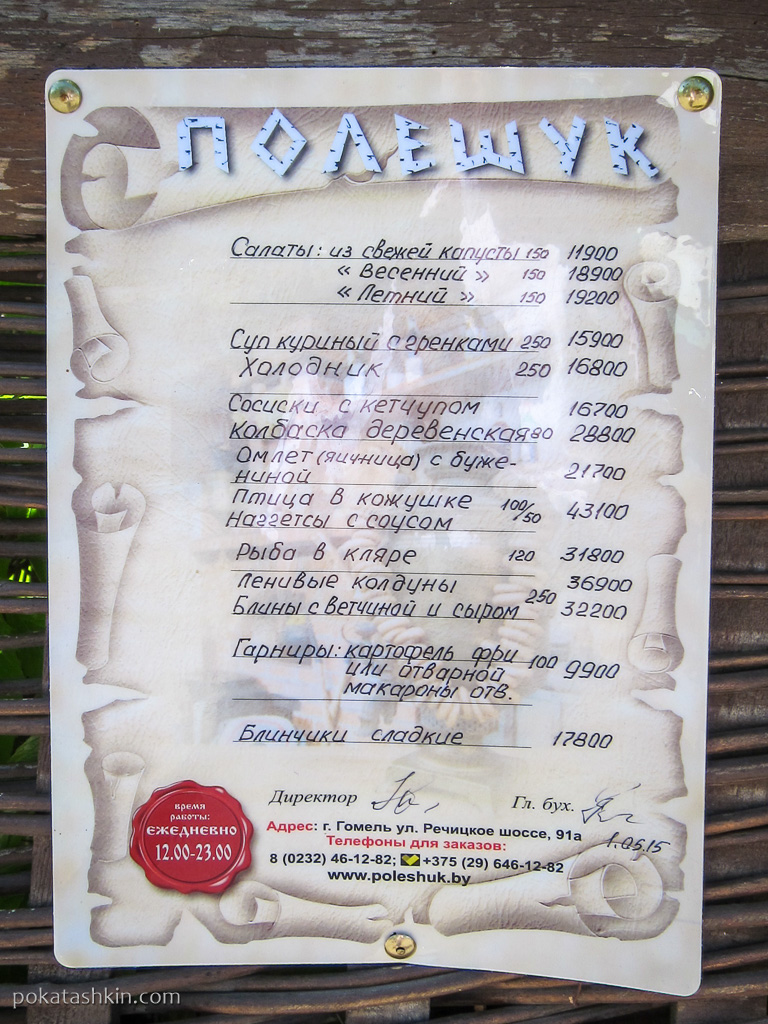 ПОЛЕШУК
Салаты: из свежей капусты 150 11900
« Весенний » 150 18900
« Летний » 150 19200
Суп куриный с гренками 250 15900
Холодник 250 16800
Сосиски с кетчупом 16700
Колбаска деревенская 80 28800
Омлет (яичница) с буже-
ниной 21700
Птица в кожушке 100/50 43100
Наггетсы с соусом
Рыба в кляре 120 31800
Ленивые колдуны 36900
250
Блины с ветчиной и сыром 32200
Гарниры: картофель фри
или отварной 100 9900
макароны отв.
Блинчики сладкие 17800
время
работы:
ежедневно
12.00-23.00
Директор Гл. бух.
1.05.15
Адрес: г. Гомель ул. Речицкое шоссе, 91а
Телефоны для заказов:
8 (0232) 46-12-82; +375 (29) 646-12-82
www.poleshuk.by
pokatashkin.com